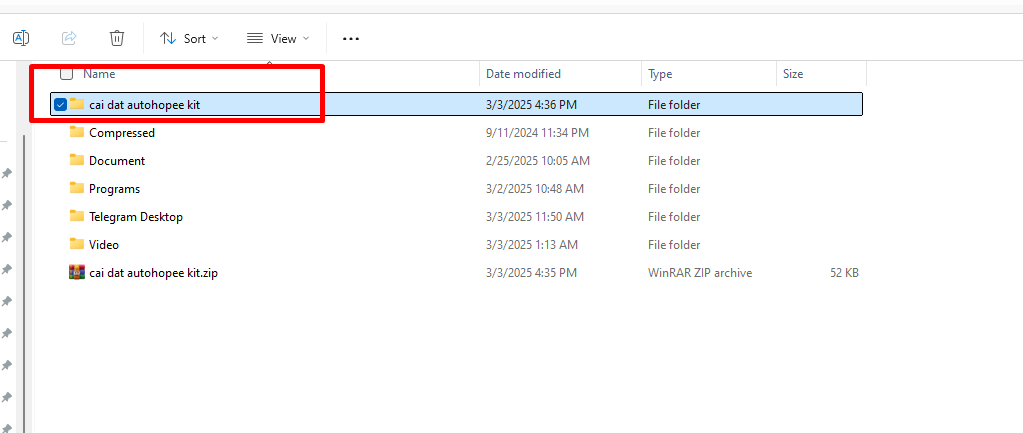 Sort View
Name Date modified Type Size
cai dat autohopee kit 3/3/2025 4:36 PM File folder
Compressed 9/11/2024 11:34 PM File folder
Document 2/25/2025 10:05 AM File folder
Programs 3/2/2025 10:48 AM File folder
Telegram Desktop 3/3/2025 11:50 AM File folder
Video 3/3/2025 1:13 AM File folder
cai dat autohopee kit.zip 3/3/2025 4:35 PM WinRAR ZIP archive 52 KB